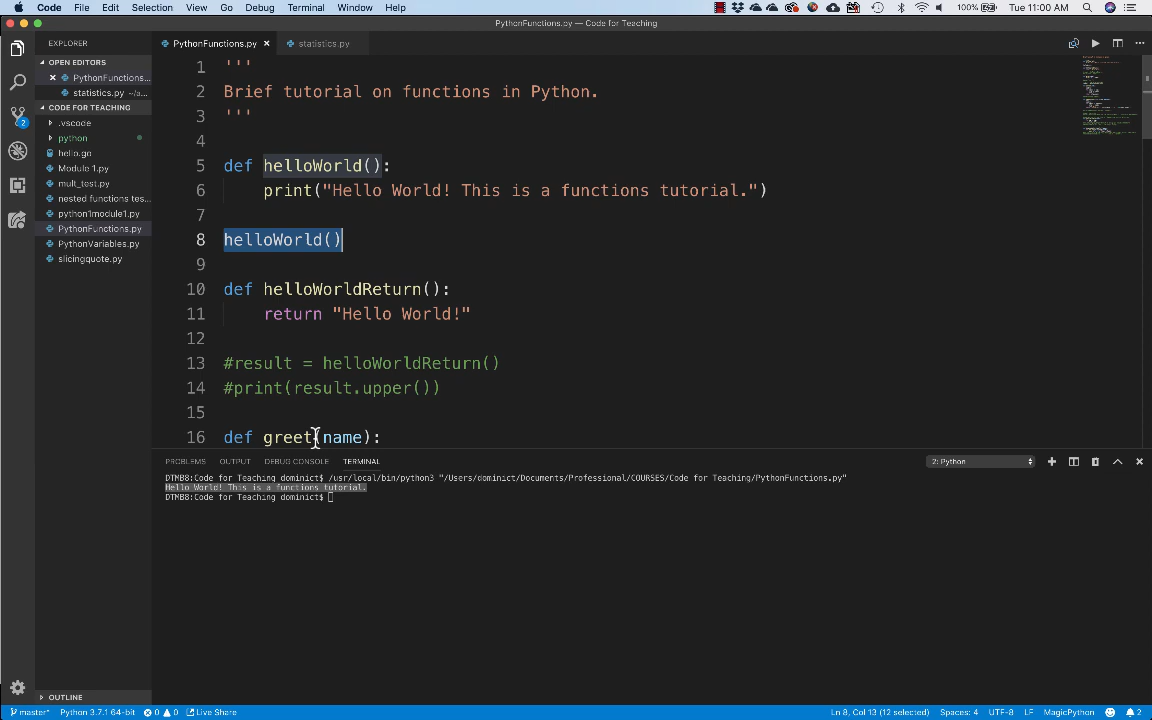 Code File Edit Selection View Go Debug Terminal Window Help 100% Tue 11:00 AM
PythonFunctions.py — Code for Teaching
EXPLORER
PythonFunctions.py
statistics.py
OPEN EDITORS
PythonFunctions...
statistics.py ~/a...
CODE FOR TEACHING
.vscode
python
hello.go
Module 1.py
mult_test.py
nested functions tes...
python1module1.py
PythonFunctions.py
PythonVariables.py
slicingquote.py
OUTLINE
2
1 '''
2 Brief tutorial on functions in Python.
3 '''
4
5 def helloWorld():
6 print("Hello World! This is a functions tutorial.")
7
8 helloWorld()
9
10 def helloWorldReturn():
11 return "Hello World!"
12
13 #result = helloWorldReturn()
14 #print(result.upper())
15
16 def greet(name):
PROBLEMS OUTPUT DEBUG CONSOLE TERMINAL 2: Python
DTMB8:Code for Teaching dominict$ /usr/local/bin/python3 "/Users/dominict/Documents/Professional/COURSES/Code for Teaching/PythonFunctions.py"
Hello World! This is a functions tutorial.
DTMB8:Code for Teaching dominict$
master* Python 3.7.1 64-bit 0 0 Live Share Ln 8, Col 13 (12 selected) Spaces: 4 UTF-8 LF MagicPython 2